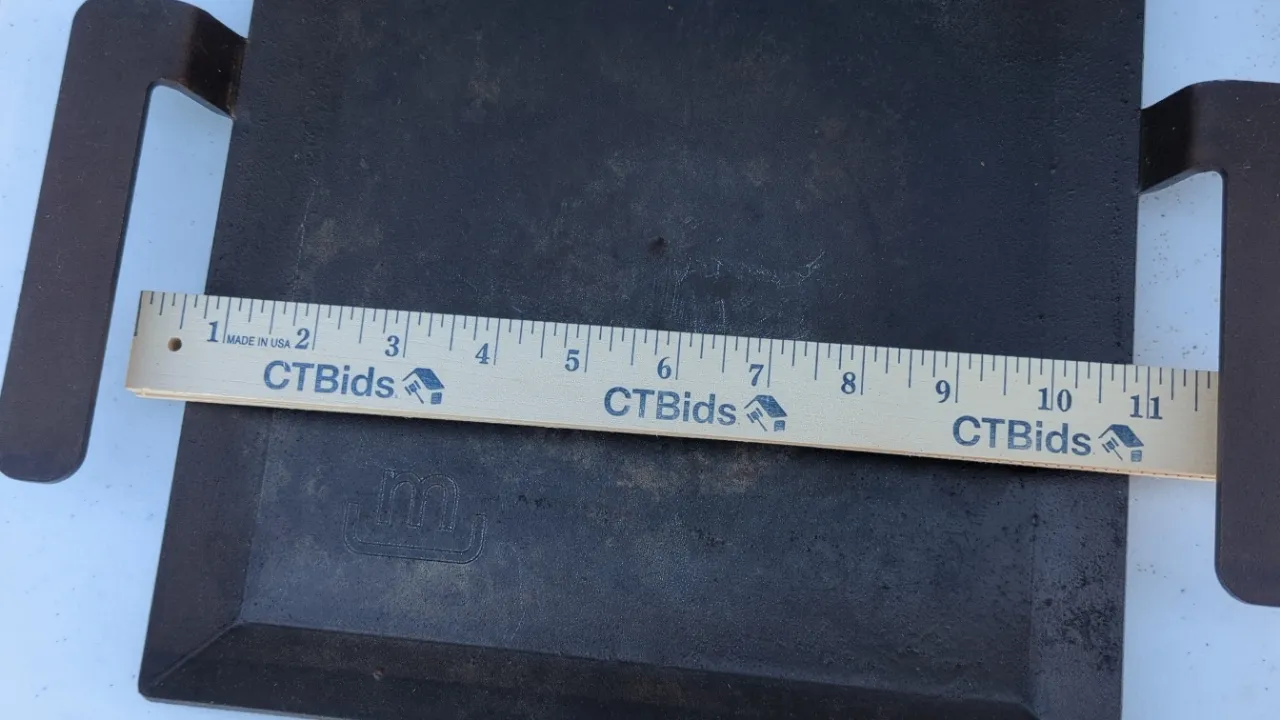 1 MADE IN USA 2 3 4 5 6 7 8 9 10 11
CTBids CTBids CTBids
m